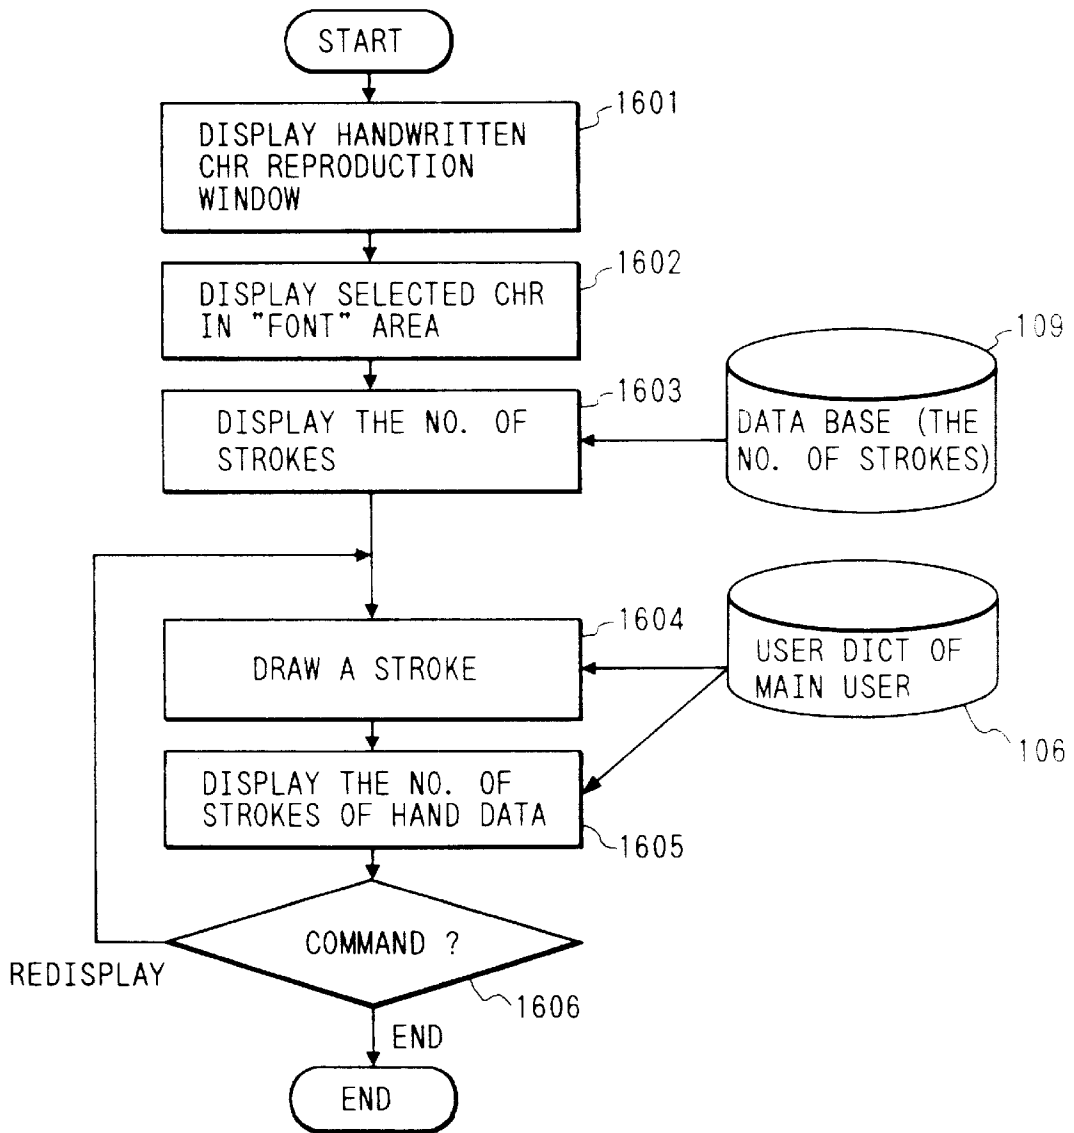 START
1601
DISPLAY HANDWRITTEN
CHR REPRODUCTION
WINDOW
1602
DISPLAY SELECTED CHR
IN "FONT" AREA
109
1603
DISPLAY THE NO. OF
STROKES
DATA BASE (THE
NO. OF STROKES)
1604
DRAW A STROKE
USER DICT OF
MAIN USER
106
DISPLAY THE NO. OF
STROKES OF HAND DATA
1605
COMMAND ?
REDISPLAY
1606
END
END